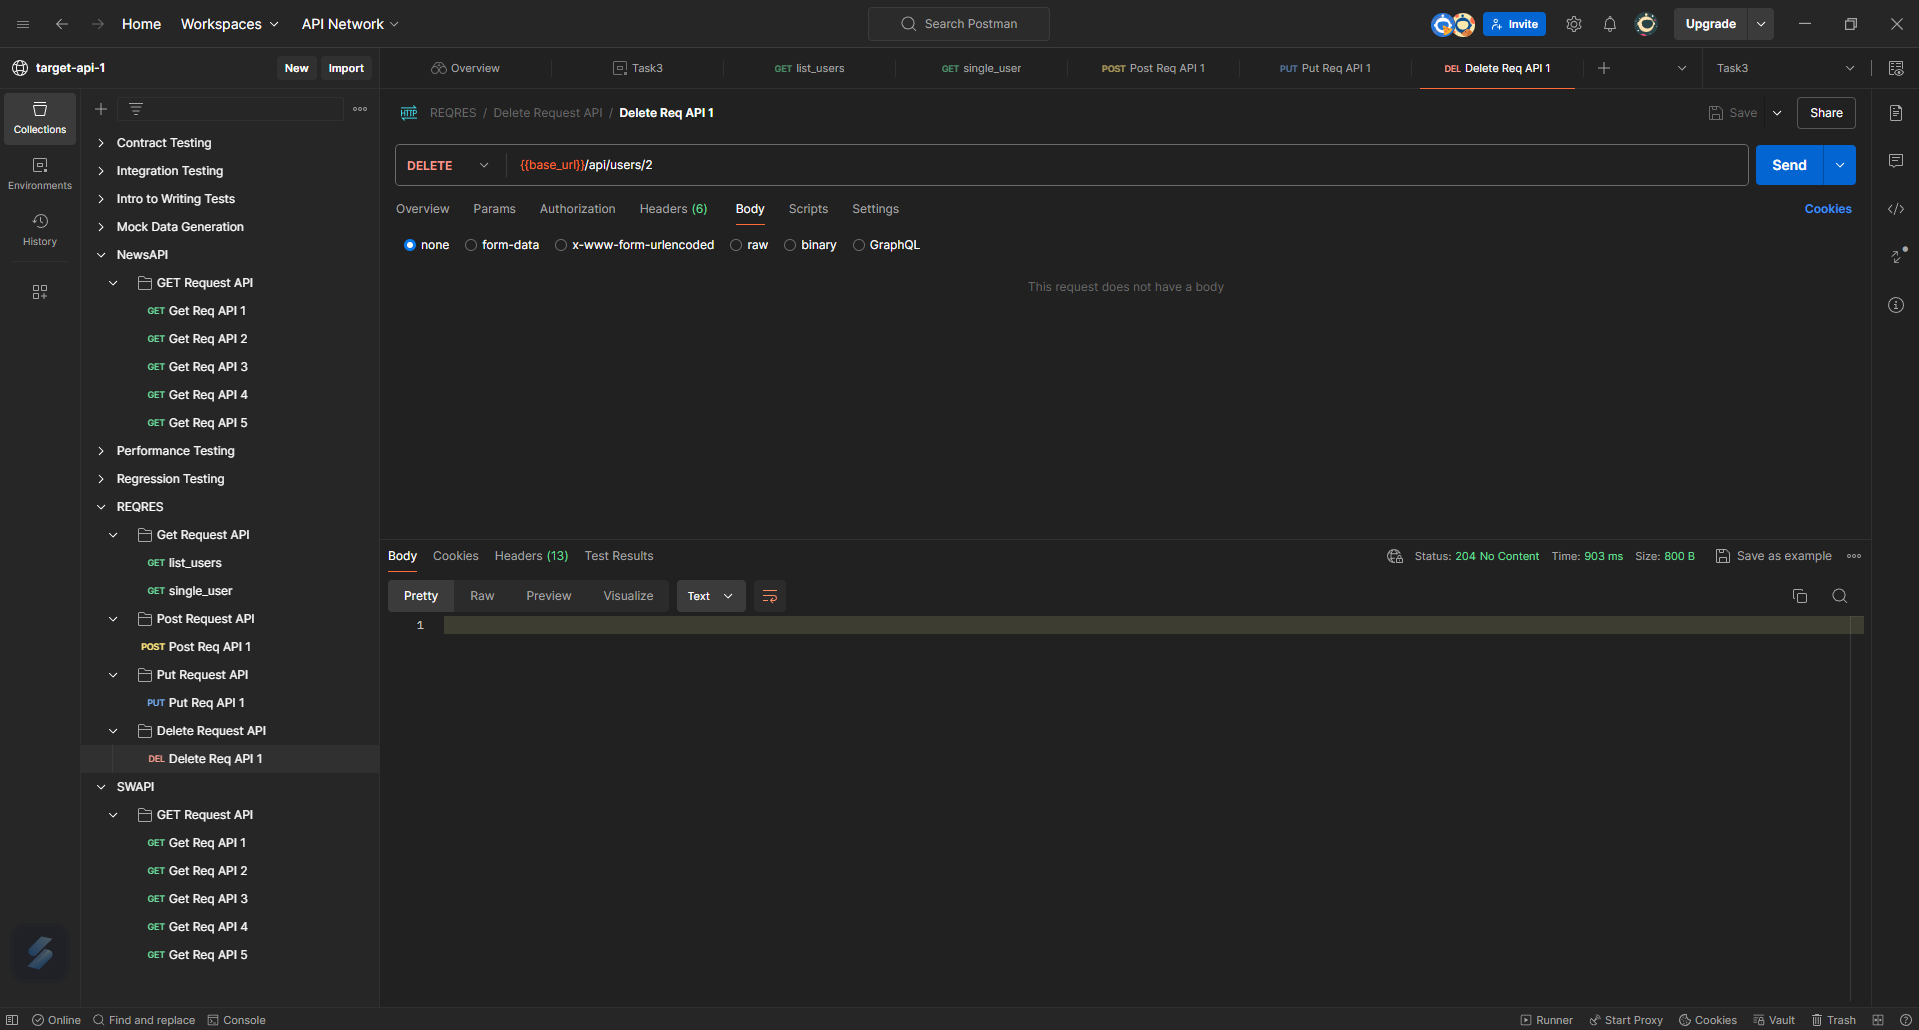 Home Workspaces API Network Search Postman Invite Upgrade
target-api-1 New Import Overview Task3 GET list_users GET single_user POST Post Req API 1 PUT Put Req API 1 DEL Delete Req API 1 Task3
Collections
Environments
History
Contract Testing
Integration Testing
Intro to Writing Tests
Mock Data Generation
NewsAPI
GET Request API
GET Get Req API 1
GET Get Req API 2
GET Get Req API 3
GET Get Req API 4
GET Get Req API 5
Performance Testing
Regression Testing
REQRES
Get Request API
GET list_users
GET single_user
Post Request API
POST Post Req API 1
Put Request API
PUT Put Req API 1
Delete Request API
DEL Delete Req API 1
SWAPI
GET Request API
GET Get Req API 1
GET Get Req API 2
GET Get Req API 3
GET Get Req API 4
GET Get Req API 5
HTTP REQRES / Delete Request API / Delete Req API 1 Save Share
DELETE {{base_url}}/api/users/2 Send
Overview Params Authorization Headers (6) Body Scripts Settings Cookies
none form-data x-www-form-urlencoded raw binary GraphQL
This request does not have a body
Body Cookies Headers (13) Test Results Status: 204 No Content Time: 903 ms Size: 800 B Save as example
Pretty Raw Preview Visualize Text
1
Online Find and replace Console Runner Start Proxy Cookies Vault Trash